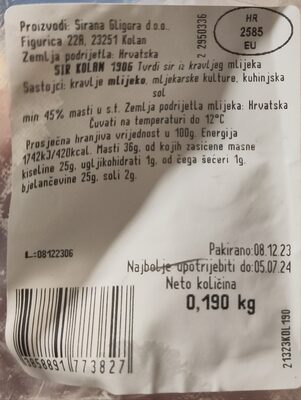 Proizvodi: Sirana Gligora d.o.o.
Figurica 22A, 23251 Kolan
Zemlja podrijetla: Hrvatska
SIR KOLAN 1906 Tvrdi sir iz kravljeg mlijeka
Sastojci: kravlje mlijeko, mljekarske kulture, kuhinjska
sol
min 45% masti u s.t. Zemlja podrijetla mlijeka: Hrvatska
Čuvati na temperaturi do 12°C
Prosječna hranjiva vrijednost u 100g. Energija
1742kJ/420kcal. Masti 36g, od kojih zasićene masne
kiseline 25g, ugljikohidrati 1g, od čega šećeri 1g,
bjelančevine 25g, soli 2g.
2 2950336
HR
2585
EU
L=08122306
Pakirano:08.12.23
Najbolje upotrijebiti do:05.07.24
Neto količina
0,190 kg
3858891773827
21323KOL190